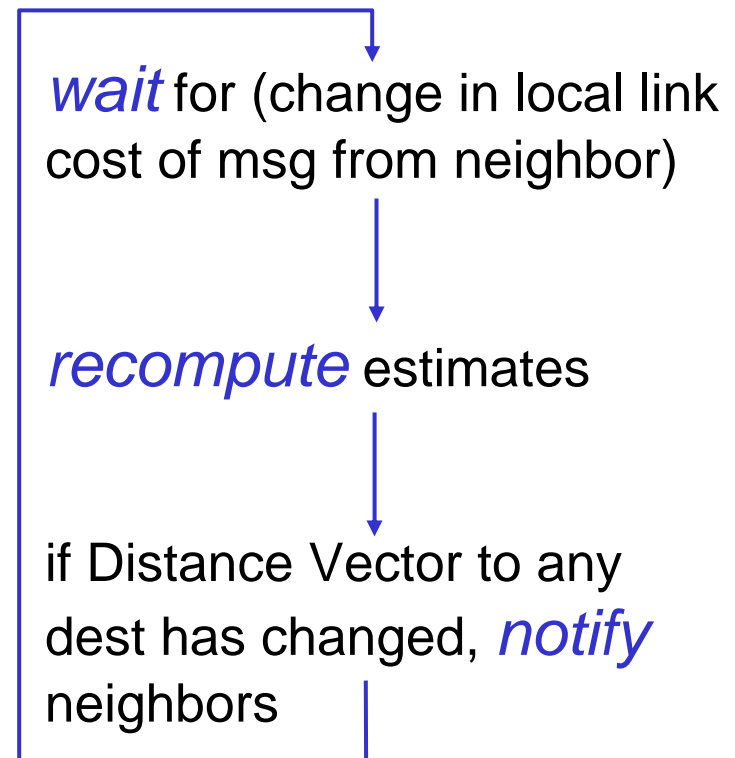 wait for (change in local link
cost of msg from neighbor)
recompute estimates
if Distance Vector to any
dest has changed, notify
neighbors